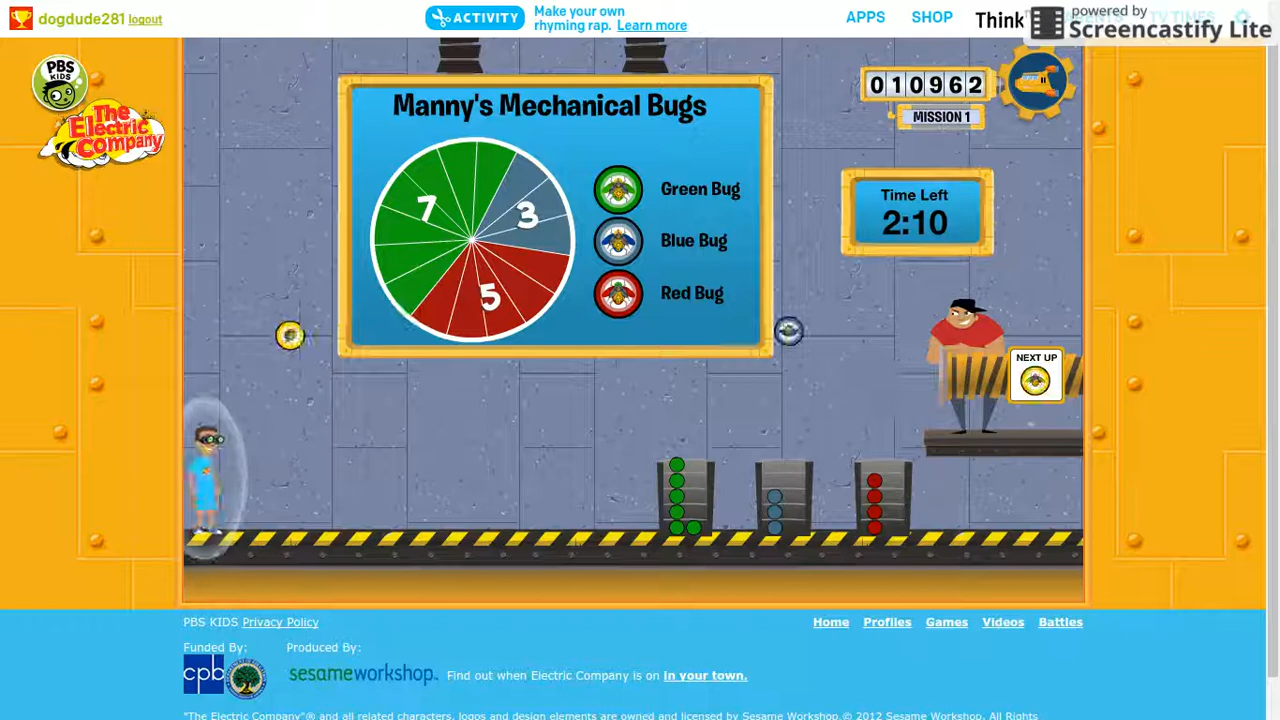 dogdude281 logout
ACTIVITY
Make your own
rhyming rap. Learn more
APPS
SHOP
Think
TV TIMES
powered by
Screencastify Lite
PBS
KIDS
The
Electric
Company
Manny's Mechanical Bugs
7
3
5
Green Bug
Blue Bug
Red Bug
010962
MISSION 1
Time Left
2:10
NEXT UP
PBS KIDS Privacy Policy
Home
Profiles
Games
Videos
Battles
Funded By:
Produced By:
cpb
sesameworkshop.
Find out when Electric Company is on in your town.
"The Electric Company"® and all related characters, logos and design elements are owned and licensed by Sesame Workshop.© 2012 Sesame Workshop. All Rights